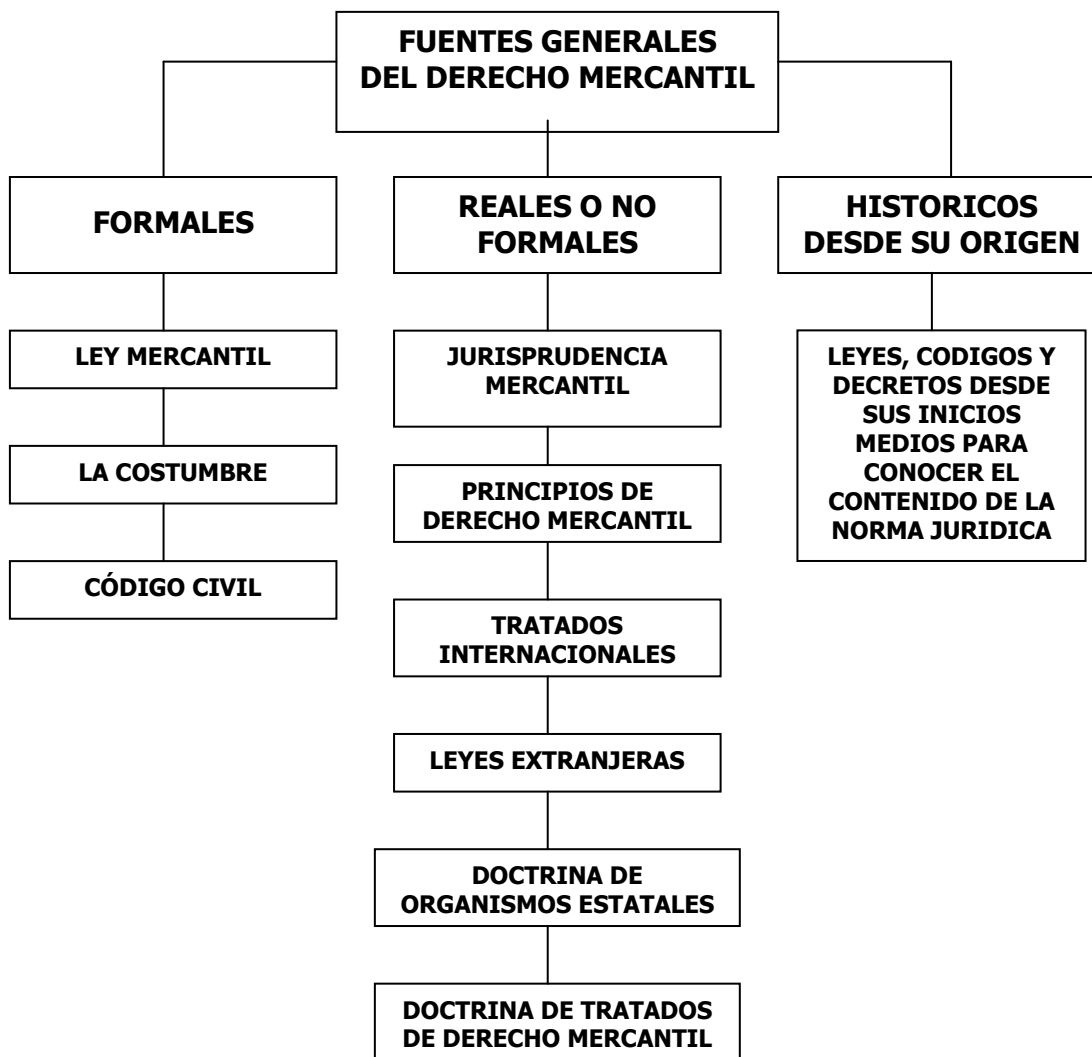 FUENTES GENERALES
DEL DERECHO MERCANTIL
FORMALES
LEY MERCANTIL
LA COSTUMBRE
CÓDIGO CIVIL
REALES O NO
FORMALES
JURISPRUDENCIA
MERCANTIL
PRINCIPIOS DE
DERECHO MERCANTIL
TRATADOS
INTERNACIONALES
LEYES EXTRANJERAS
DOCTRINA DE
ORGANISMOS ESTATALES
DOCTRINA DE TRATADOS
DE DERECHO MERCANTIL
HISTORICOS
DESDE SU ORIGEN
LEYES, CODIGOS Y
DECRETOS DESDE
SUS INICIOS
MEDIOS PARA
CONOCER EL
CONTENIDO DE LA
NORMA JURIDICA